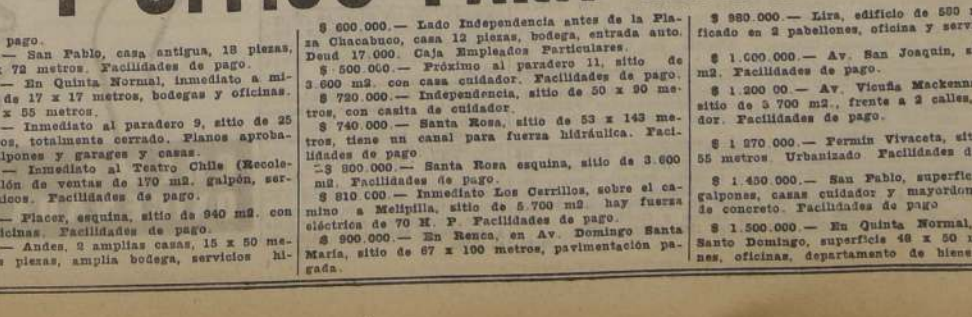 pago.
— San Pablo, casa antigua, 18 piezas,
x 72 metros. Facilidades de pago.
— En Quinta Normal, inmediato a mi-
de 17 x 17 metros, bodegas y oficinas.
x 55 metros.
— Inmediato al paradero 9, sitio de 25
os, totalmente cerrado. Planos aproba-
lpones y garages y casas.
— Inmediato al Teatro Chile (Recole-
lón de ventas de 170 m2. galpón, ser-
nicos. Facilidades de pago.
— Placer, esquina, sitio de 940 m2. con
icinas. Facilidades de pago.
— Andes, 2 amplias casas, 15 x 50 me-
s piezas, amplia bodega, servicios hi-
$ 600.000.— Lado Independencia antes de la Pla-
za Chacabuco, casa 12 piezas, bodega, entrada auto.
Deud 17.000. Caja Empleados Particulares.
$ 500.000.— Próximo al paradero 11, sitio de
3.600 m2. con casa cuidador. Facilidades de pago.
$ 720.000.— Independencia, sitio de 50 x 90 me-
tros, con casita de cuidador.
$ 740.000.— Santa Rosa, sitio de 53 x 143 me-
tros, tiene un canal para fuerza hidráulica. Faci-
lidades de pago
$ 800.000.— Santa Rosa esquina, sitio de 3.600
m2. Facilidades de pago.
$ 810.000.— Inmediato Los Cerrillos, sobre el ca-
mino a Melipilla, sitio de 5.700 m2. hay fuerza
eléctrica de 70 H. P. Facilidades de pago.
$ 900.000.— En Renca, en Av. Domingo Santa
María, sitio de 67 x 100 metros, pavimentación pa-
gada.
$ 980.000.— Lira, edificio de 580
ficado en 2 pabellones, oficina y serv
$ 1.000.000.— Av. San Joaquín, s
m2. Facilidades de pago.
$ 1.200 00.— Av. Vicuña Mackenn
sitio de 3 700 m2., frente a 2 calles,
dor. Facilidades de pago.
$ 1 270.000.— Fermín Vivaceta, sit
55 metros. Urbanizado Facilidades d
$ 1.450.000.— San Pablo, superfic
galpones, casas cuidador y mayordom
de concreto. Facilidades de pago
$ 1.500.000.— En Quinta Normal,
Santo Domingo, superficie 48 x 50
nes, oficinas, departamento de biene